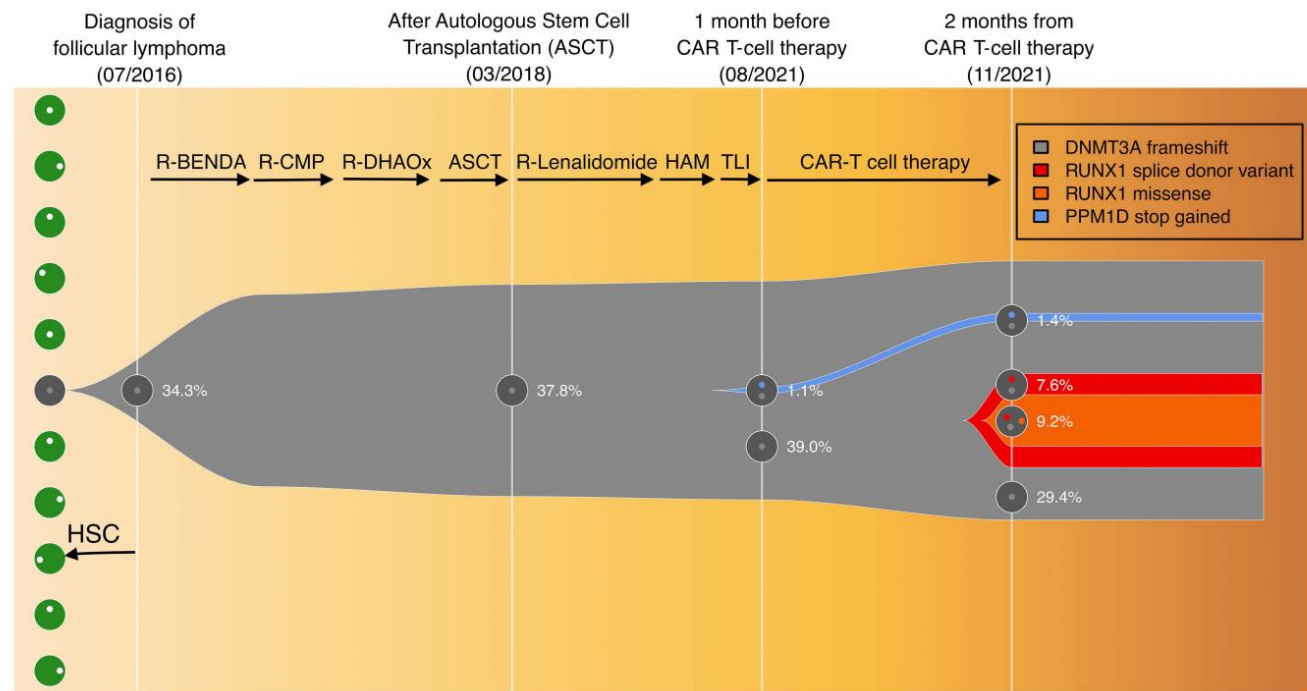 Diagnosis of
follicular lymphoma
(07/2016)
After Autologous Stem Cell
Transplantation (ASCT)
(03/2018)
1 month before
CAR T-cell therapy
(08/2021)
2 months from
CAR T-cell therapy
(11/2021)
R-BENDA
R-CMP
R-DHAOx
ASCT
R-Lenalidomide
HAM
TLI
CAR-T cell therapy
DNMT3A frameshift
RUNX1 splice donor variant
RUNX1 missense
PPM1D stop gained
1.4%
34.3%
37.8%
1.1%
7.6%
9.2%
39.0%
29.4%
HSC